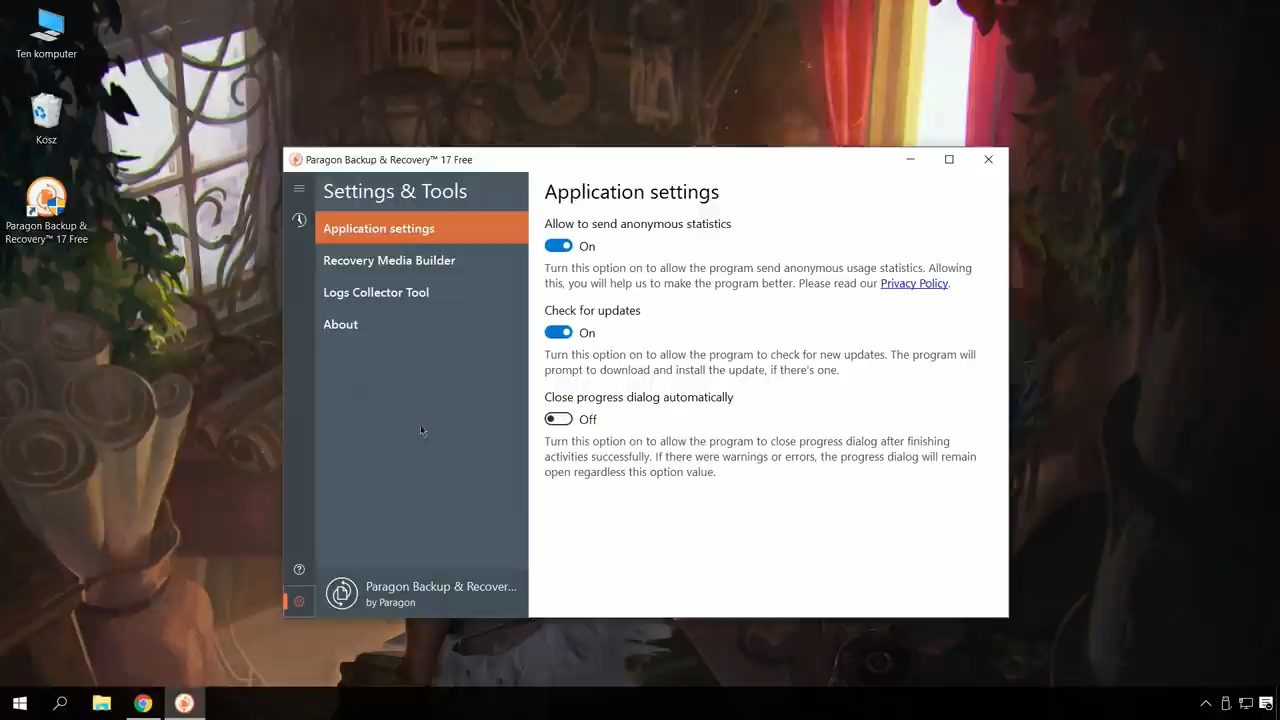 Ten komputer
Kosz
Paragon Backup &
Recovery™ 17 Free
Paragon Backup & Recovery™ 17 Free
Settings & Tools
Application settings
Recovery Media Builder
Logs Collector Tool
About
Paragon Backup & Recover...
by Paragon
Application settings
Allow to send anonymous statistics
On
Turn this option on to allow the program send anonymous usage statistics. Allowing
this, you will help us to make the program better. Please read our Privacy Policy.
Check for updates
On
Turn this option on to allow the program to check for new updates. The program will
prompt to download and install the update, if there's one.
Close progress dialog automatically
Off
Turn this option on to allow the program to close progress dialog after finishing
activities successfully. If there were warnings or errors, the progress dialog will remain
open regardless this option value.